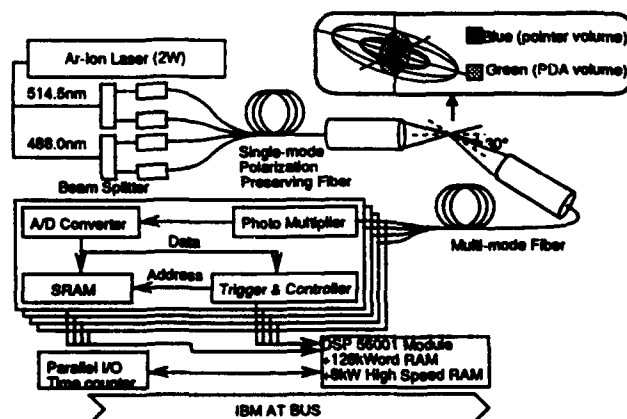 Blue (pointer volume)
Green (PDA volume)
Ar-Ion Laser (2W)
514.5nm
488.0nm
Beam Splitter
Single-mode
Polarization
Preserving Fiber
30°
Multi-mode Fiber
A/D Converter
Photo Multiplier
Data
Address
SRAM
Trigger & Controller
DSP 56001 Module
+128kWord RAM
+8kW High Speed RAM
Parallel I/O
Time counter
IBM AT BUS